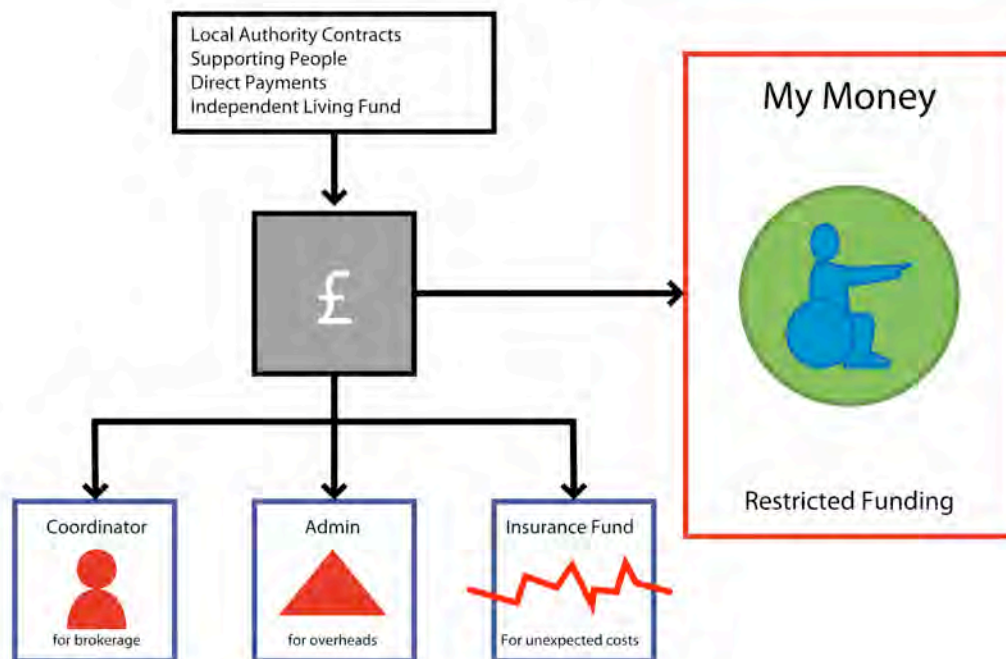 Local Authority Contracts
Supporting People
Direct Payments
Independent Living Fund
My Money
£
Restricted Funding
Coordinator
for brokerage
Admin
for overheads
Insurance Fund
For unexpected costs